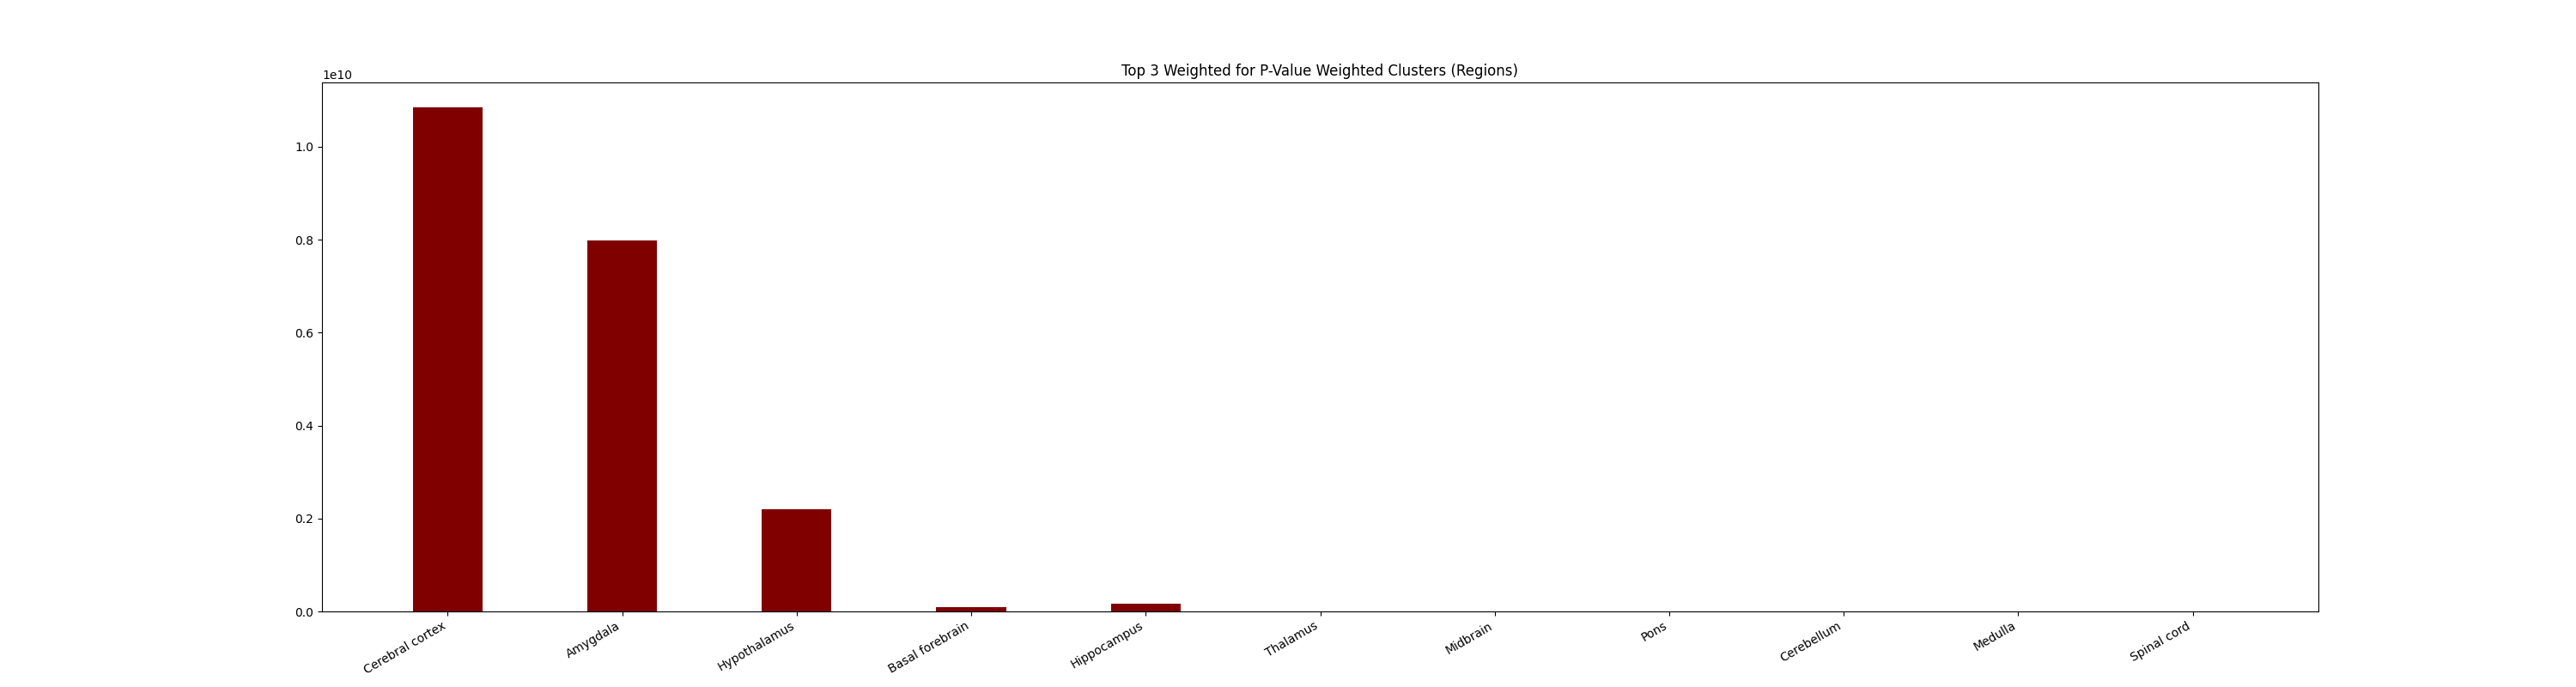 Top 3 Weighted for P-Value Weighted Clusters (Regions)
1e10
1.0
0.8
0.6
0.4
0.2
0.0
Cerebral cortex
Amygdala
Hypothalamus
Basal forebrain
Hippocampus
Thalamus
Midbrain
Pons
Cerebellum
Medulla
Spinal cord